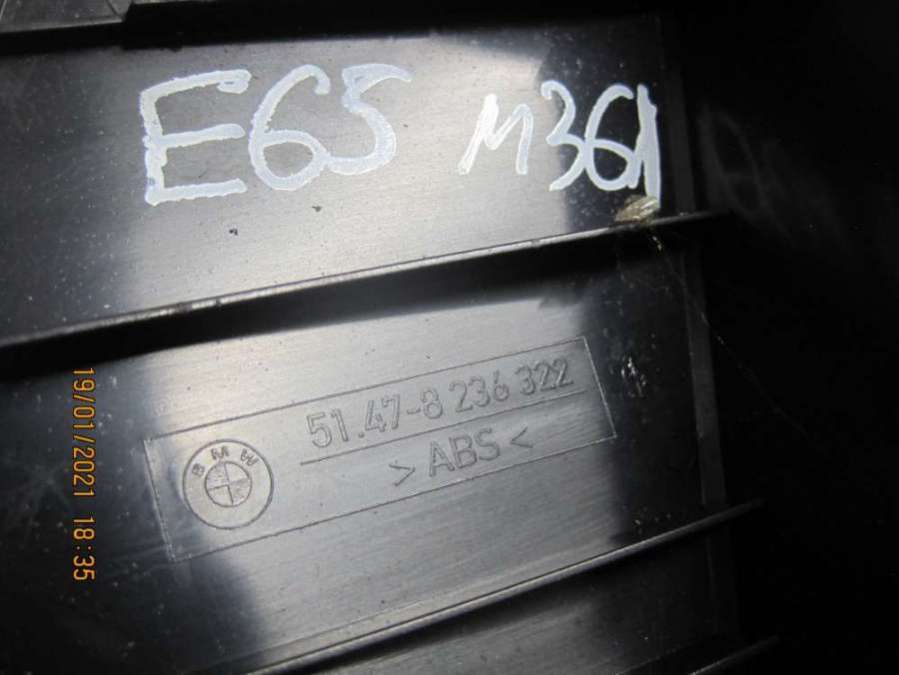 E65 M361
51.47-8 236 322
BMW
>ABS<
19/01/2021 18:35